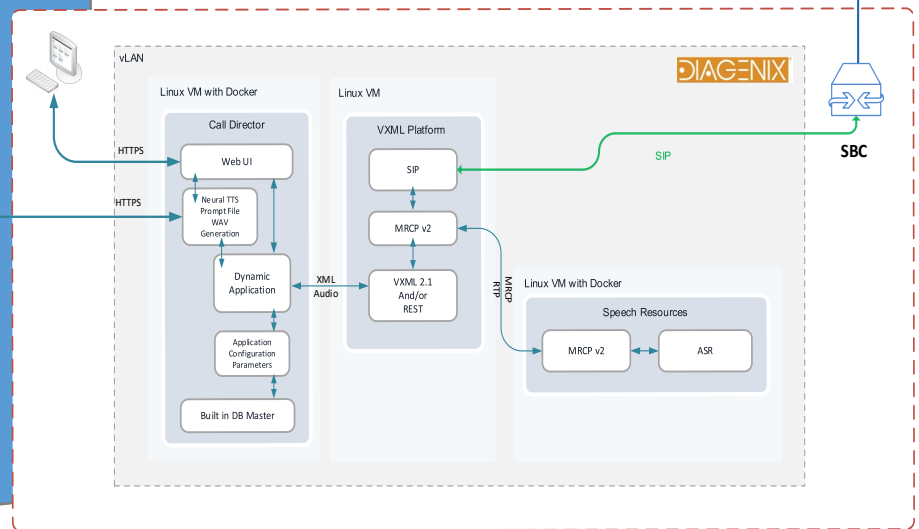 vLAN
DIAGENIX
Linux VM with Docker
Linux VM
Call Director
VXML Platform
Web UI
SIP
HTTPS
SIP
SBC
HTTPS
Neural TTS
Prompt File
WAV
Generation
MRCP v2
Dynamic
Application
XML
Audio
VXML 2.1
And/or
REST
MRCP
RTP
Linux VM with Docker
Speech Resources
MRCP v2
ASR
Application
Configuration
Parameters
Built in DB Master